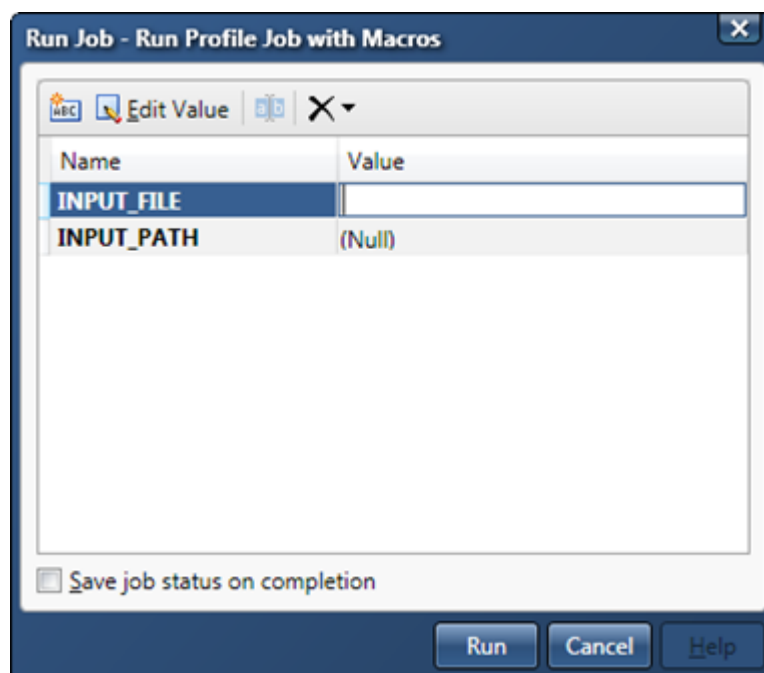 Run Job - Run Profile Job with Macros
ABC Edit Value a b
Name Value
INPUT_FILE
INPUT_PATH (Null)
Save job status on completion
Run Cancel Help